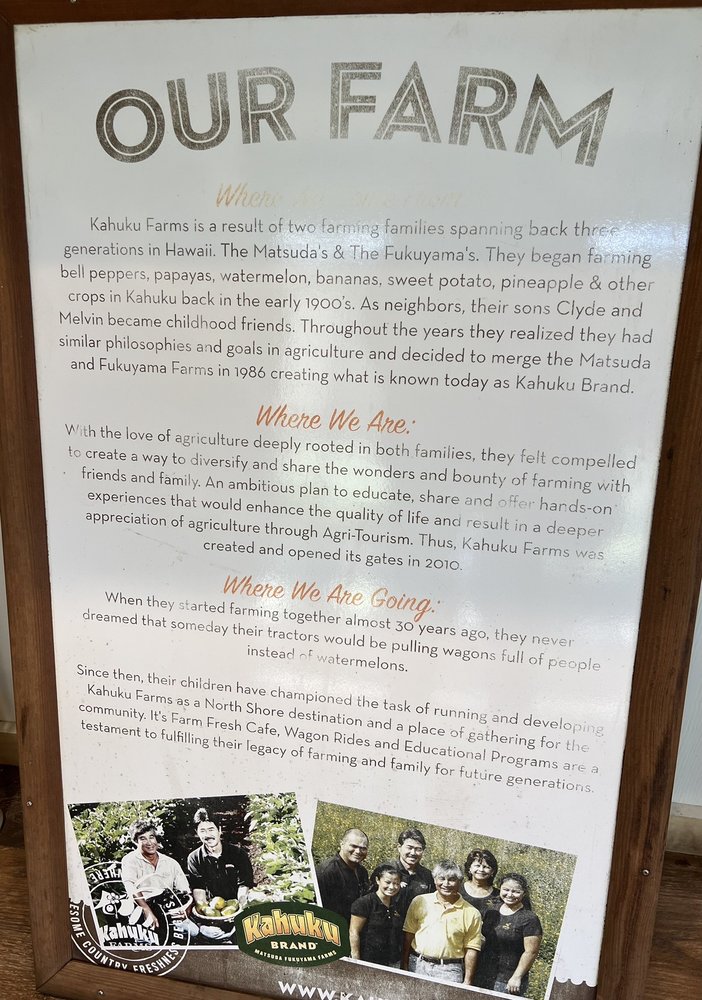 OUR FARM
Where We Came From:
Kahuku Farms is a result of two farming families spanning back three
generations in Hawaii. The Matsuda's & The Fukuyama's. They began farming
bell peppers, papayas, watermelon, bananas, sweet potato, pineapple & other
crops in Kahuku back in the early 1900's. As neighbors, their sons Clyde and
Melvin became childhood friends. Throughout the years they realized they had
similar philosophies and goals in agriculture and decided to merge the Matsuda
and Fukuyama Farms in 1986 creating what is known today as Kahuku Brand.
Where We Are:
With the love of agriculture deeply rooted in both families, they felt compelled
to create a way to diversify and share the wonders and bounty of farming with
friends and family. An ambitious plan to educate, share and offer hands-on
experiences that would enhance the quality of life and result in a deeper
appreciation of agriculture through Agri-Tourism. Thus, Kahuku Farms was
created and opened its gates in 2010.
Where We Are Going:
When they started farming together almost 30 years ago, they never
dreamed that someday their tractors would be pulling wagons full of people
instead of watermelons.
Since then, their children have championed the task of running and developing
Kahuku Farms as a North Shore destination and a place of gathering for the
community. It's Farm Fresh Cafe, Wagon Rides and Educational Programs are a
testament to fulfilling their legacy of farming and family for future generations.
Kahuku
FARMS
COUNTRY FRESHNESS
Kahuku
BRAND
MATSUDA FUKUYAMA FARMS